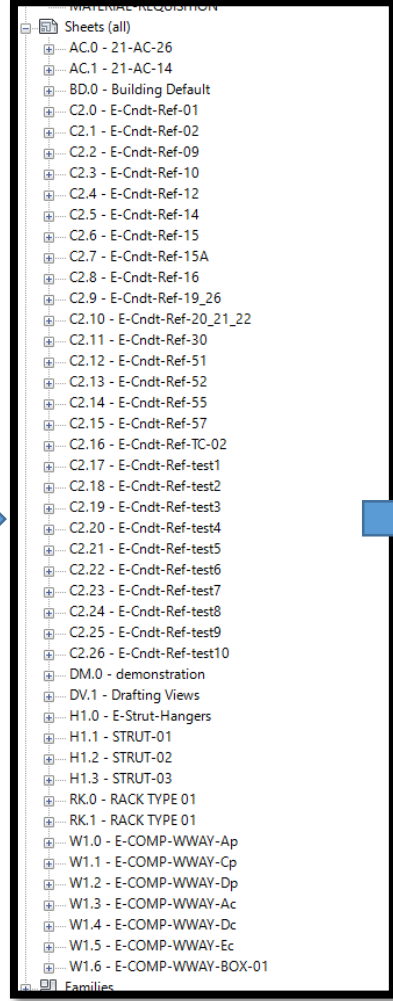 MATERIAL-REQUISITION
Sheets (all)
AC.0 - 21-AC-26
AC.1 - 21-AC-14
BD.0 - Building Default
C2.0 - E-Cndt-Ref-01
C2.1 - E-Cndt-Ref-02
C2.2 - E-Cndt-Ref-09
C2.3 - E-Cndt-Ref-10
C2.4 - E-Cndt-Ref-12
C2.5 - E-Cndt-Ref-14
C2.6 - E-Cndt-Ref-15
C2.7 - E-Cndt-Ref-15A
C2.8 - E-Cndt-Ref-16
C2.9 - E-Cndt-Ref-19_26
C2.10 - E-Cndt-Ref-20_21_22
C2.11 - E-Cndt-Ref-30
C2.12 - E-Cndt-Ref-51
C2.13 - E-Cndt-Ref-52
C2.14 - E-Cndt-Ref-55
C2.15 - E-Cndt-Ref-57
C2.16 - E-Cndt-Ref-TC-02
C2.17 - E-Cndt-Ref-test1
C2.18 - E-Cndt-Ref-test2
C2.19 - E-Cndt-Ref-test3
C2.20 - E-Cndt-Ref-test4
C2.21 - E-Cndt-Ref-test5
C2.22 - E-Cndt-Ref-test6
C2.23 - E-Cndt-Ref-test7
C2.24 - E-Cndt-Ref-test8
C2.25 - E-Cndt-Ref-test9
C2.26 - E-Cndt-Ref-test10
DM.0 - demonstration
DV.1 - Drafting Views
H1.0 - E-Strut-Hangers
H1.1 - STRUT-01
H1.2 - STRUT-02
H1.3 - STRUT-03
RK.0 - RACK TYPE 01
RK.1 - RACK TYPE 01
W1.0 - E-COMP-WWAY-Ap
W1.1 - E-COMP-WWAY-Cp
W1.2 - E-COMP-WWAY-Dp
W1.3 - E-COMP-WWAY-Ac
W1.4 - E-COMP-WWAY-Dc
W1.5 - E-COMP-WWAY-Ec
W1.6 - E-COMP-WWAY-BOX-01
Families